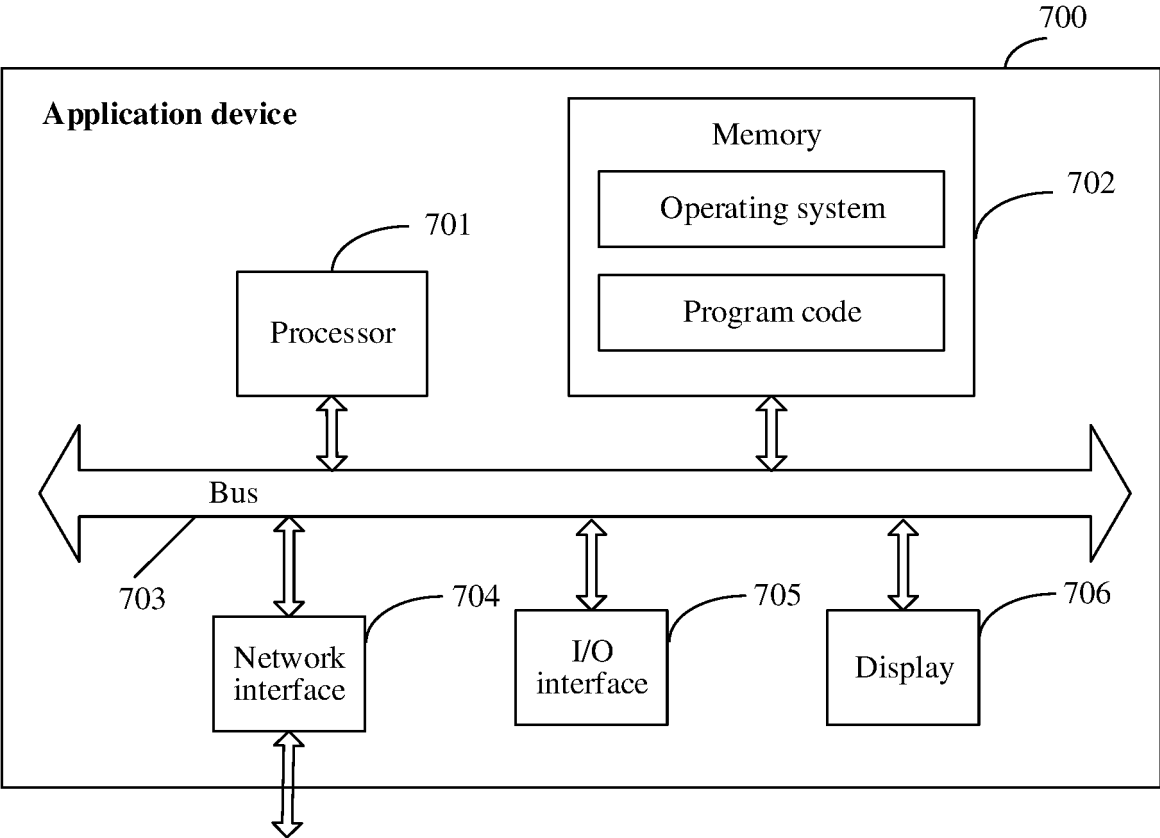 700
Application device
Memory
702
Operating system
701
Program code
Processor
Bus
703
704
705
706
Network
interface
I/O
interface
Display